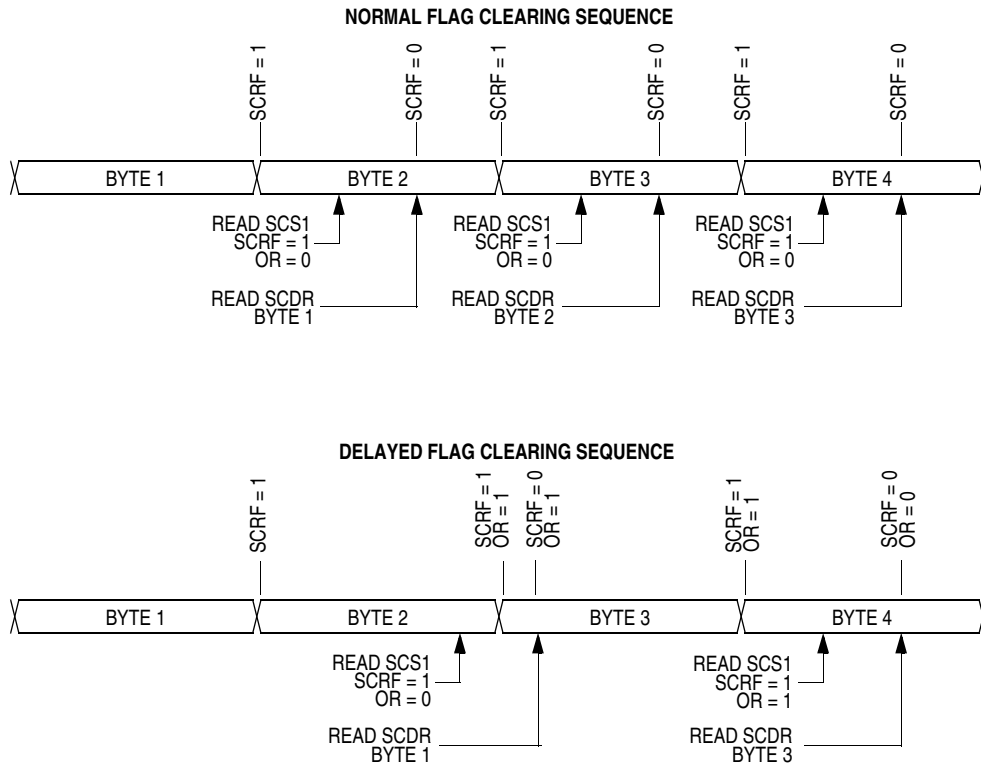 NORMAL FLAG CLEARING SEQUENCE
SCRF = 1
SCRF = 0
SCRF = 1
SCRF = 0
SCRF = 1
SCRF = 0
BYTE 1
BYTE 2
BYTE 3
BYTE 4
READ SCS1
SCRF = 1
OR = 0
READ SCS1
SCRF = 1
OR = 0
READ SCS1
SCRF = 1
OR = 0
READ SCDR
BYTE 1
READ SCDR
BYTE 2
READ SCDR
BYTE 3
DELAYED FLAG CLEARING SEQUENCE
SCRF = 1
SCRF = 1
OR = 1
SCRF = 0
OR = 1
SCRF = 1
OR = 1
SCRF = 0
OR = 0
BYTE 1
BYTE 2
BYTE 3
BYTE 4
READ SCS1
SCRF = 1
OR = 0
READ SCS1
SCRF = 1
OR = 1
READ SCDR
BYTE 1
READ SCDR
BYTE 3